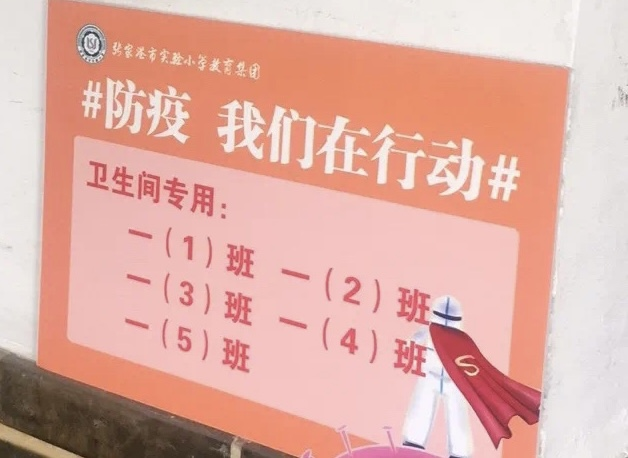 张家港市实验小学教育集团
#防疫 我们在行动#
卫生间专用：
一（1）班 一（2）班
一（3）班 一（4）班
一（5）班
S